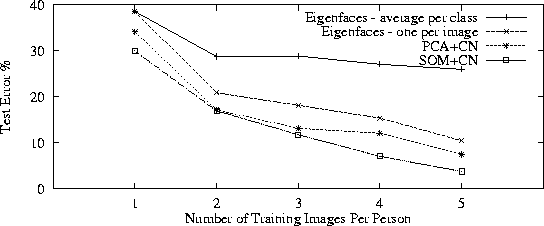 40
30
20
10
0
Test Error %
Eigenfaces - average per class
Eigenfaces - one per image
PCA+CN
SOM+CN
1 2 3 4 5
Number of Training Images Per Person